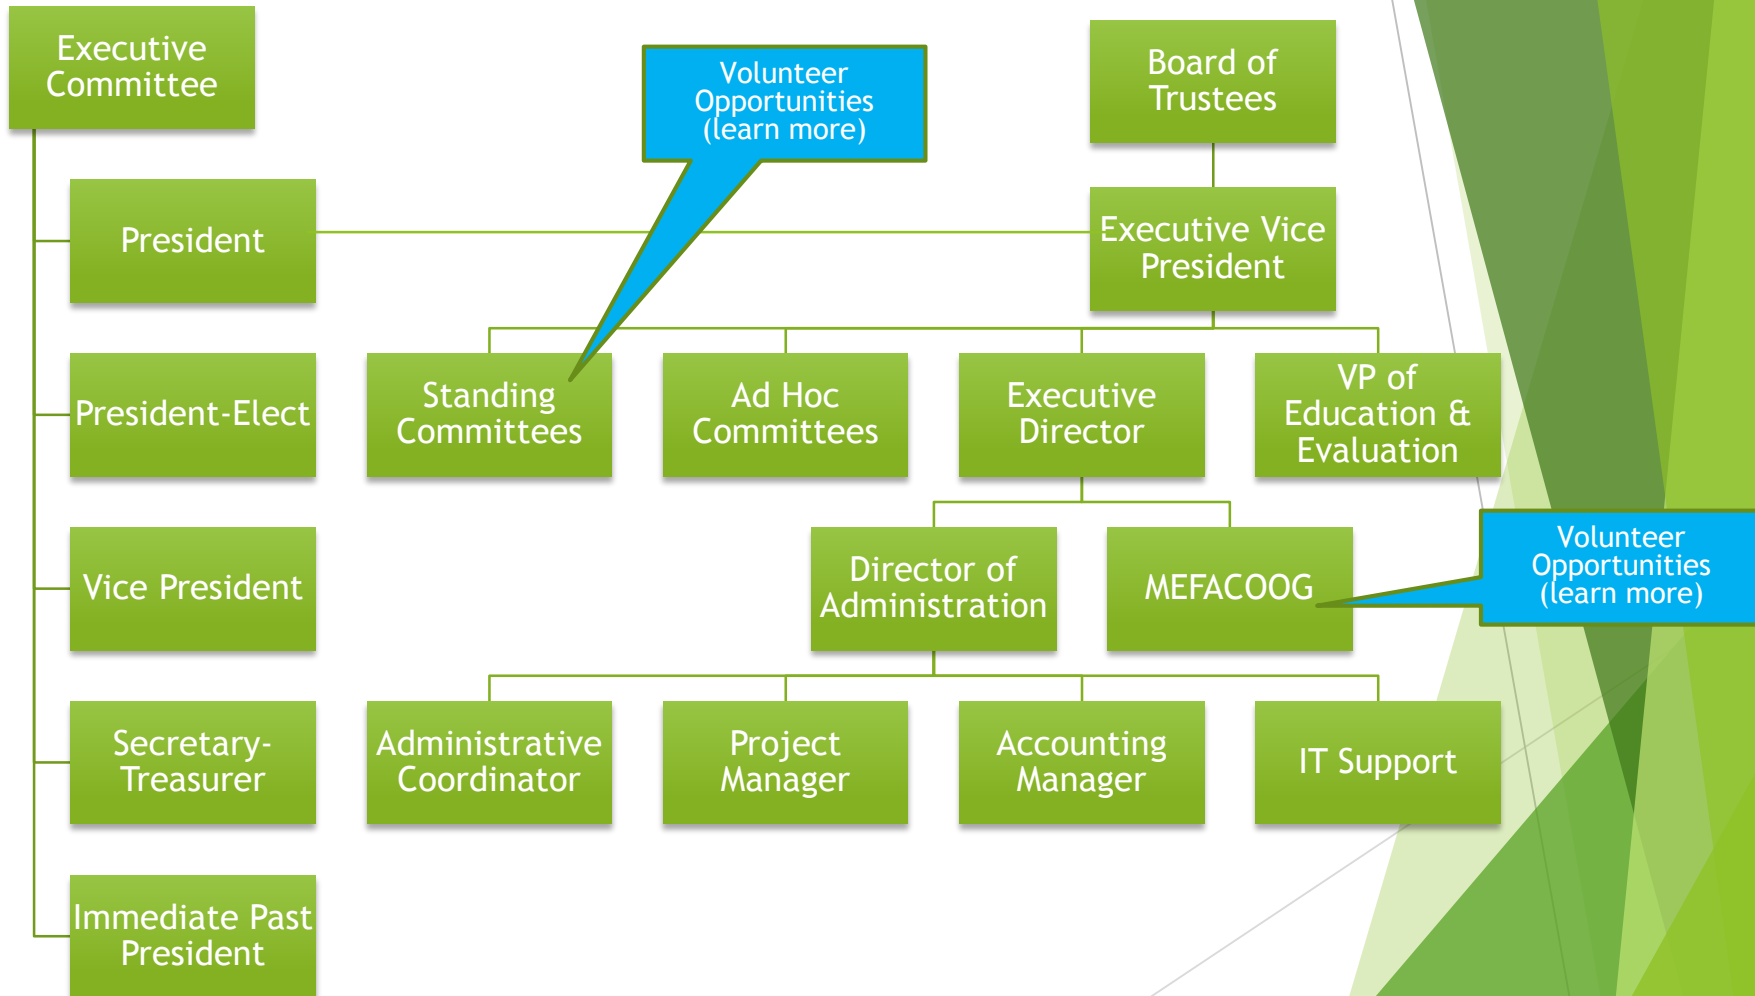 Executive
Committee
Volunteer
Opportunities
(learn more)
Board of
Trustees
President
Executive Vice
President
President-Elect
Standing
Committees
Ad Hoc
Committees
Executive
Director
VP of
Education &
Evaluation
Vice President
Director of
Administration
MEFACOOG
Volunteer
Opportunities
(learn more)
Secretary-
Treasurer
Administrative
Coordinator
Project
Manager
Accounting
Manager
IT Support
Immediate Past
President